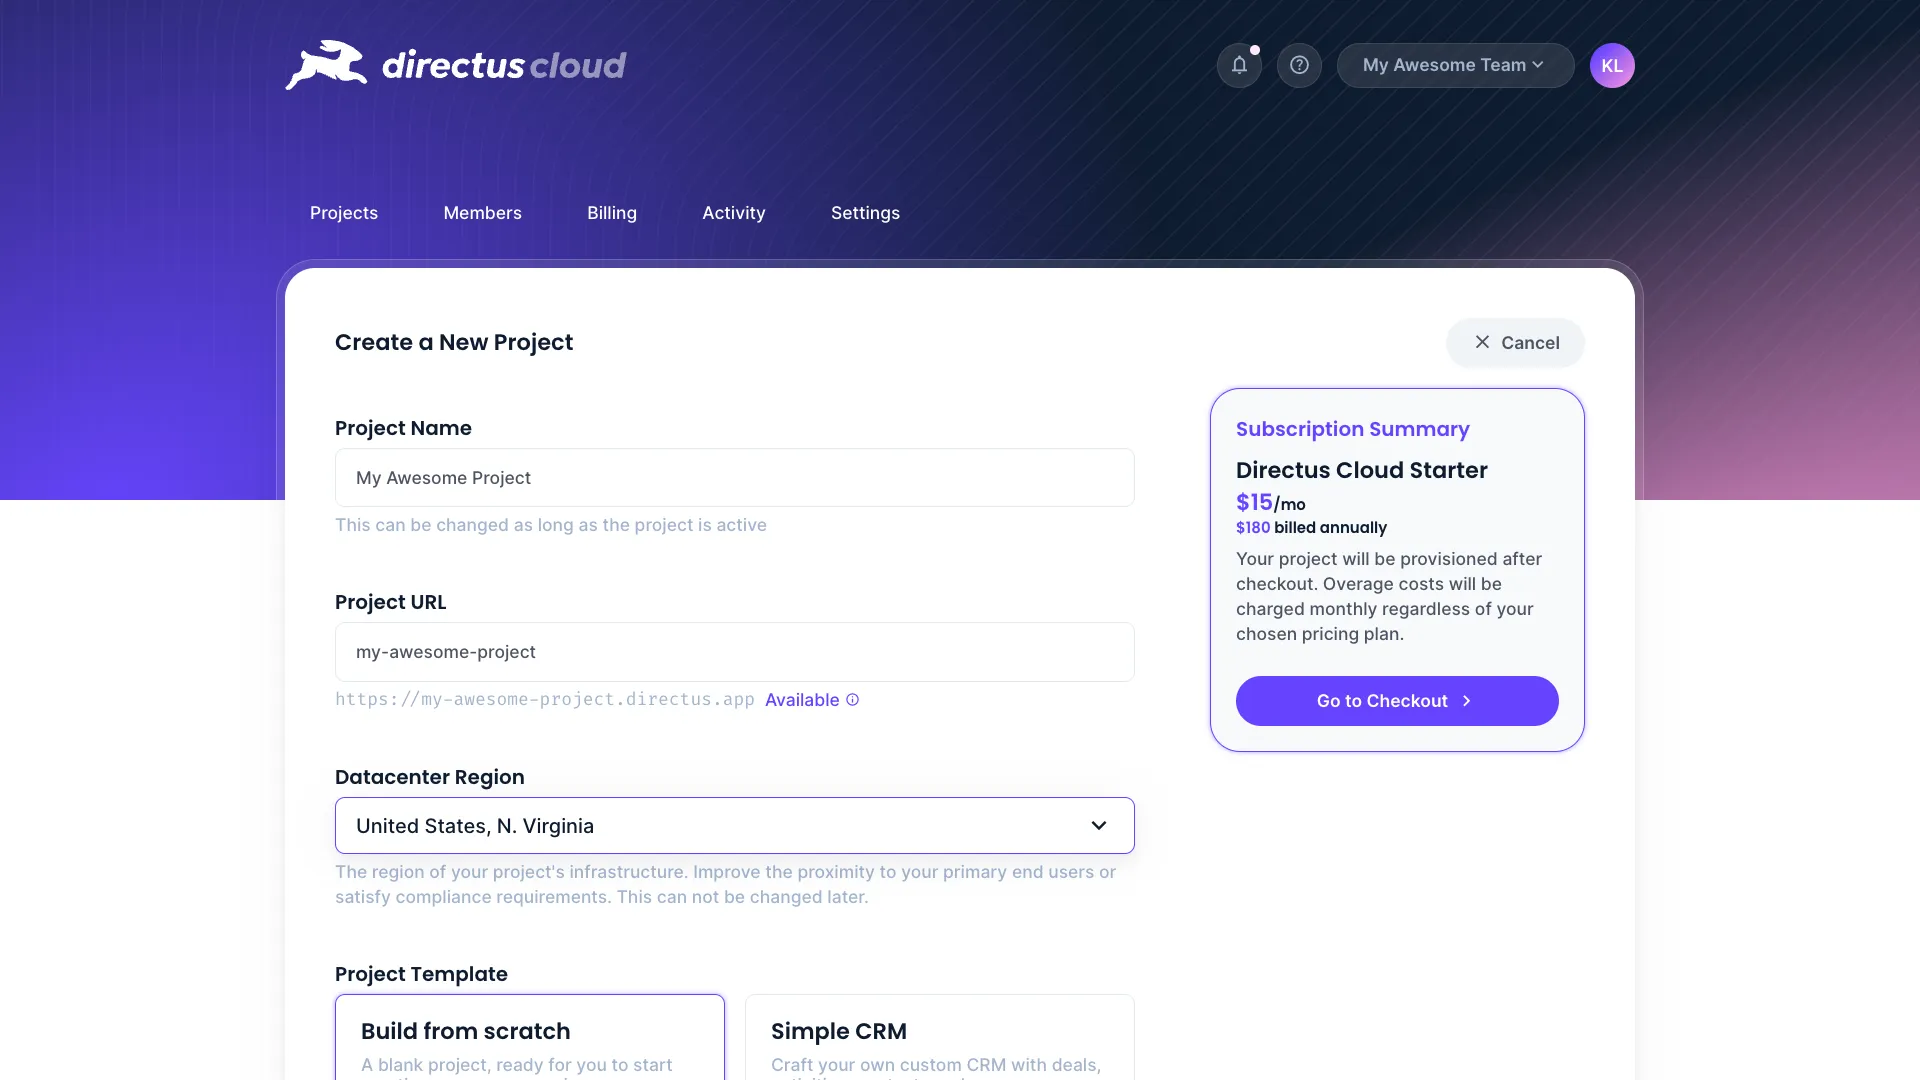 directus cloud
My Awesome Team
KL
Projects
Members
Billing
Activity
Settings
Create a New Project
Cancel
Project Name
My Awesome Project
This can be changed as long as the project is active
Project URL
my-awesome-project
https://my-awesome-project.directus.app Available
Datacenter Region
United States, N. Virginia
The region of your project's infrastructure. Improve the proximity to your primary end users or
satisfy compliance requirements. This can not be changed later.
Project Template
Build from scratch
A blank project, ready for you to start
Simple CRM
Craft your own custom CRM with deals,
Subscription Summary
Directus Cloud Starter
$15/mo
$180 billed annually
Your project will be provisioned after
checkout. Overage costs will be
charged monthly regardless of your
chosen pricing plan.
Go to Checkout